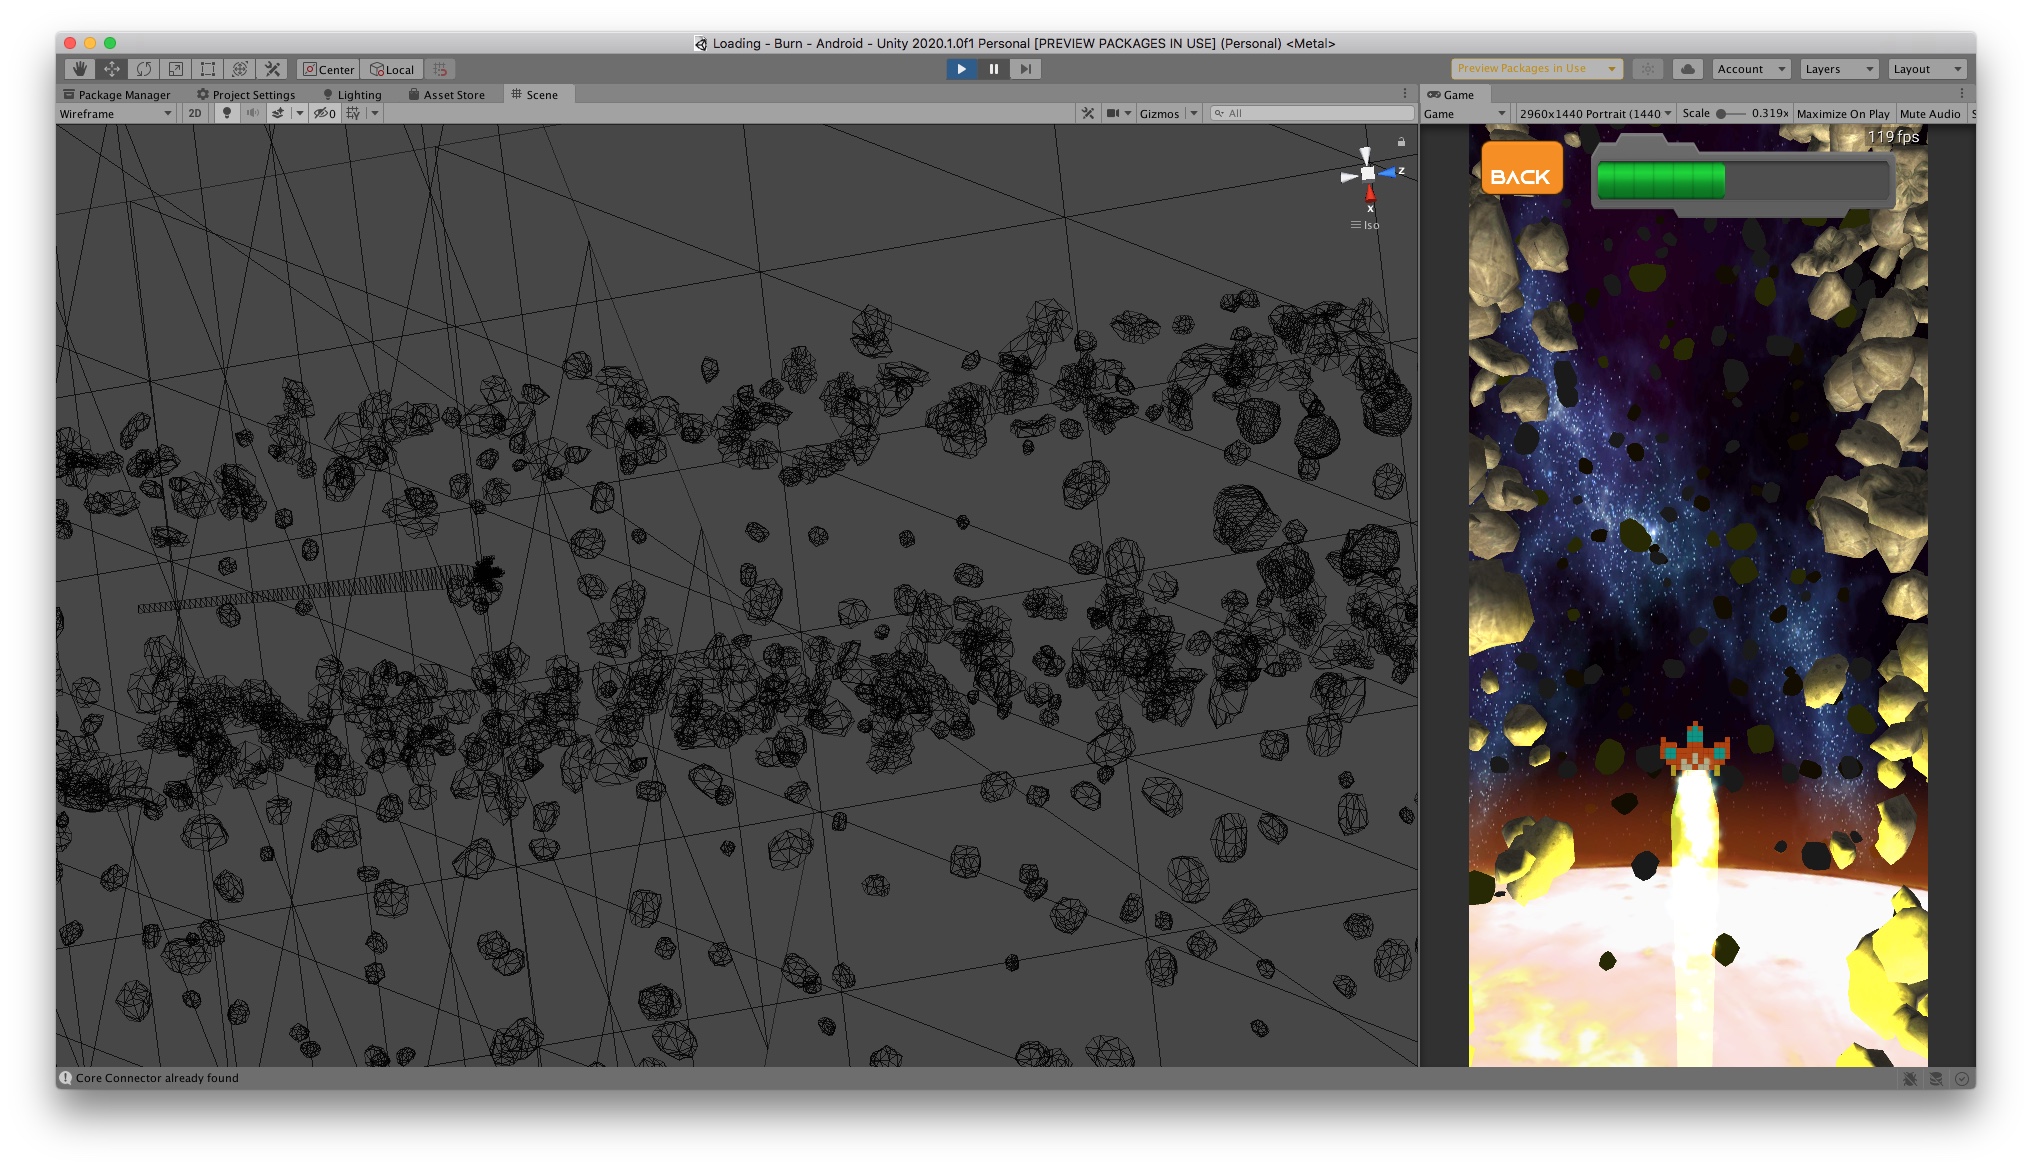 Loading - Burn - Android - Unity 2020.1.0f1 Personal [PREVIEW PACKAGES IN USE] (Personal) <Metal>
Center Local Preview Packages in Use Account Layers Layout
Package Manager Project Settings Lighting Asset Store Scene Game
Wireframe 2D 0 Gizmos All Game 2960x1440 Portrait (1440 Scale 0.319x Maximize On Play Mute Audio S
119fps
BACK
z
x
Iso
Core Connector already found